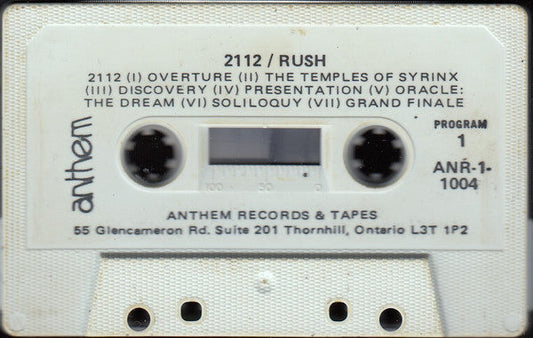 2112 / RUSH
2112 (I) OVERTURE (II) THE TEMPLES OF SYRINX
(III) DISCOVERY (IV) PRESENTATION (V) ORACLE:
THE DREAM (VI) SOLILOQUY (VII) GRAND FINALE
anthem
PROGRAM
1
ANR-1-
1004
100 50 0
ANTHEM RECORDS & TAPES
55 Glencameron Rd. Suite 201 Thornhill, Ontario L3T 1P2